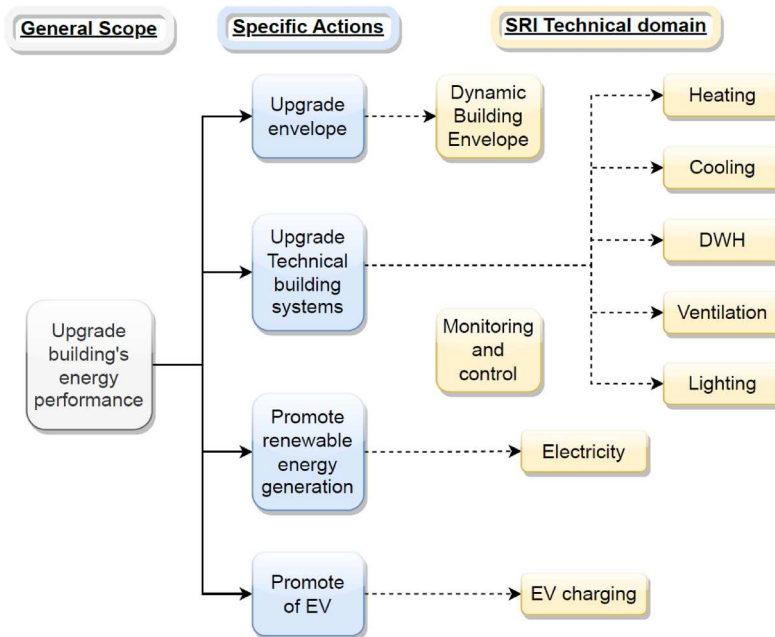 General Scope
Specific Actions
SRI Technical domain
Upgrade
envelope
Dynamic
Building
Envelope
Heating
Cooling
Upgrade
Technical
building
systems
DWH
Monitoring
and
control
Ventilation
Lighting
Upgrade
building's
energy
performance
Promote
renewable
energy
generation
Electricity
Promote
of EV
EV charging